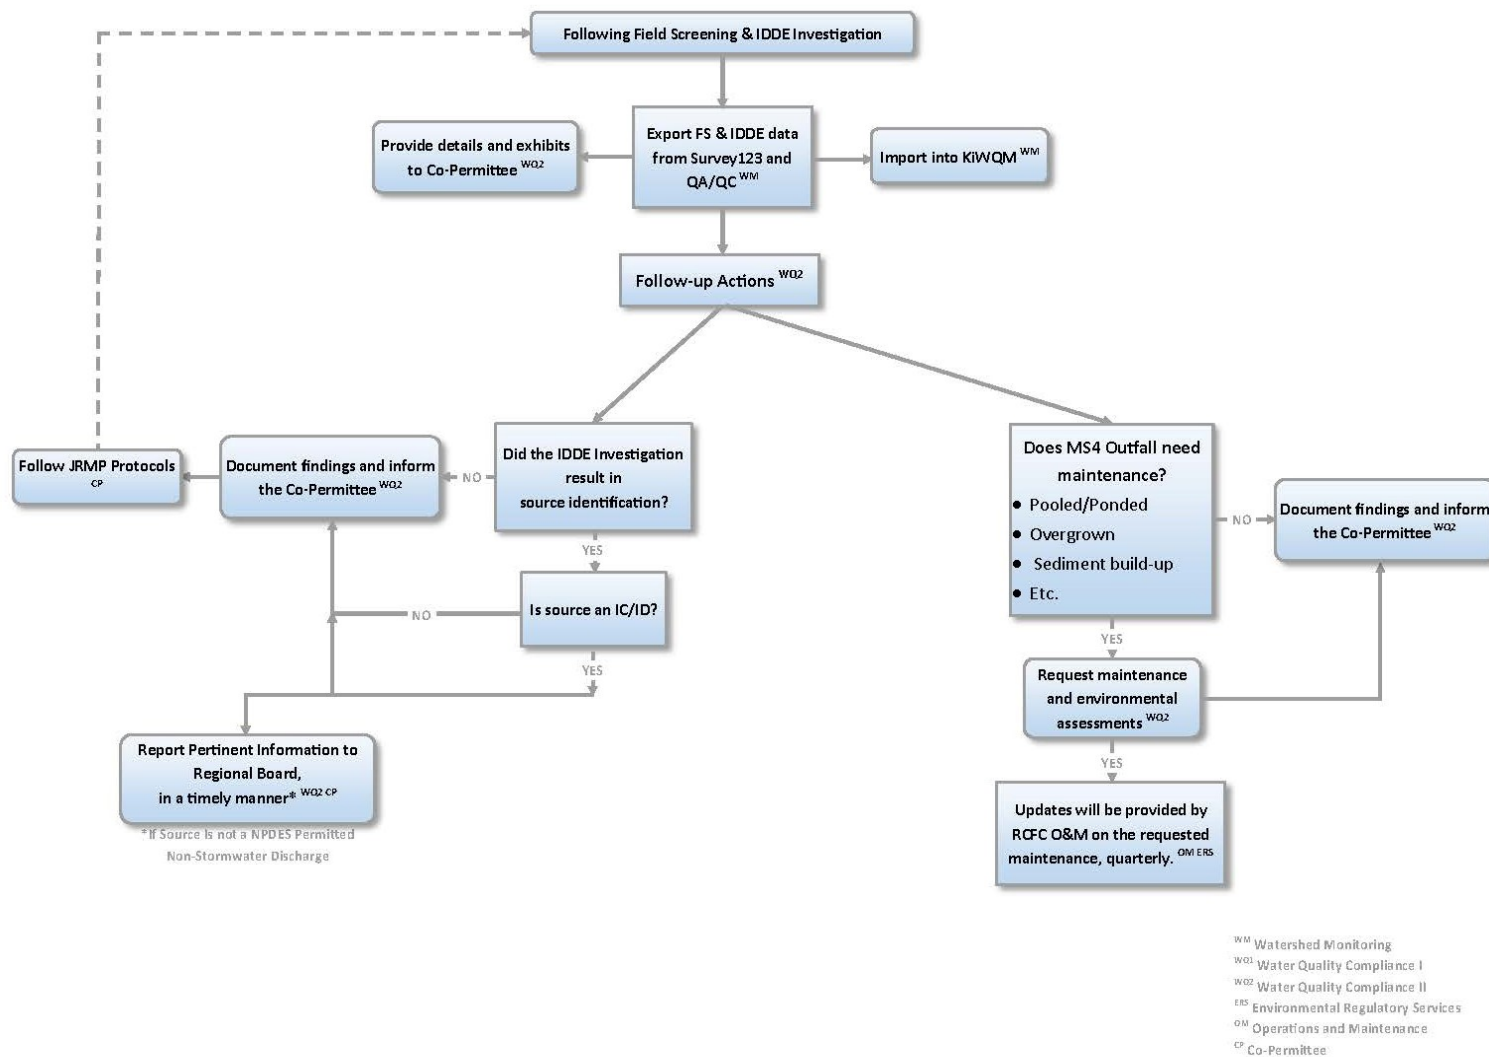 Following Field Screening & IDDE Investigation
Provide details and exhibits
to Co-Permittee WQ2
Export FS & IDDE data
from Survey123 and
QA/QC WM
Import into KiWQM WM
Follow-up Actions WQ2
Follow JRMP Protocols
CP
Document findings and inform
the Co-Permittee WQ2
NO
Did the IDDE Investigation
result in
source identification?
YES
Is source an IC/ID?
NO
YES
Report Pertinent Information to
Regional Board,
in a timely manner* WQ2 CP
*If Source Is not a NPDES Permitted
Non-Stormwater Discharge
Does MS4 Outfall need
maintenance?
● Pooled/Ponded
● Overgrown
● Sediment build-up
● Etc.
NO
Document findings and inform
the Co-Permittee WQ2
YES
Request maintenance
and environmental
assessments WQ2
YES
Updates will be provided by
RCFC O&M on the requested
maintenance, quarterly. OM ERS
WM Watershed Monitoring
WQ1 Water Quality Compliance I
WQ2 Water Quality Compliance II
ERS Environmental Regulatory Services
OM Operations and Maintenance
CP Co-Permittee